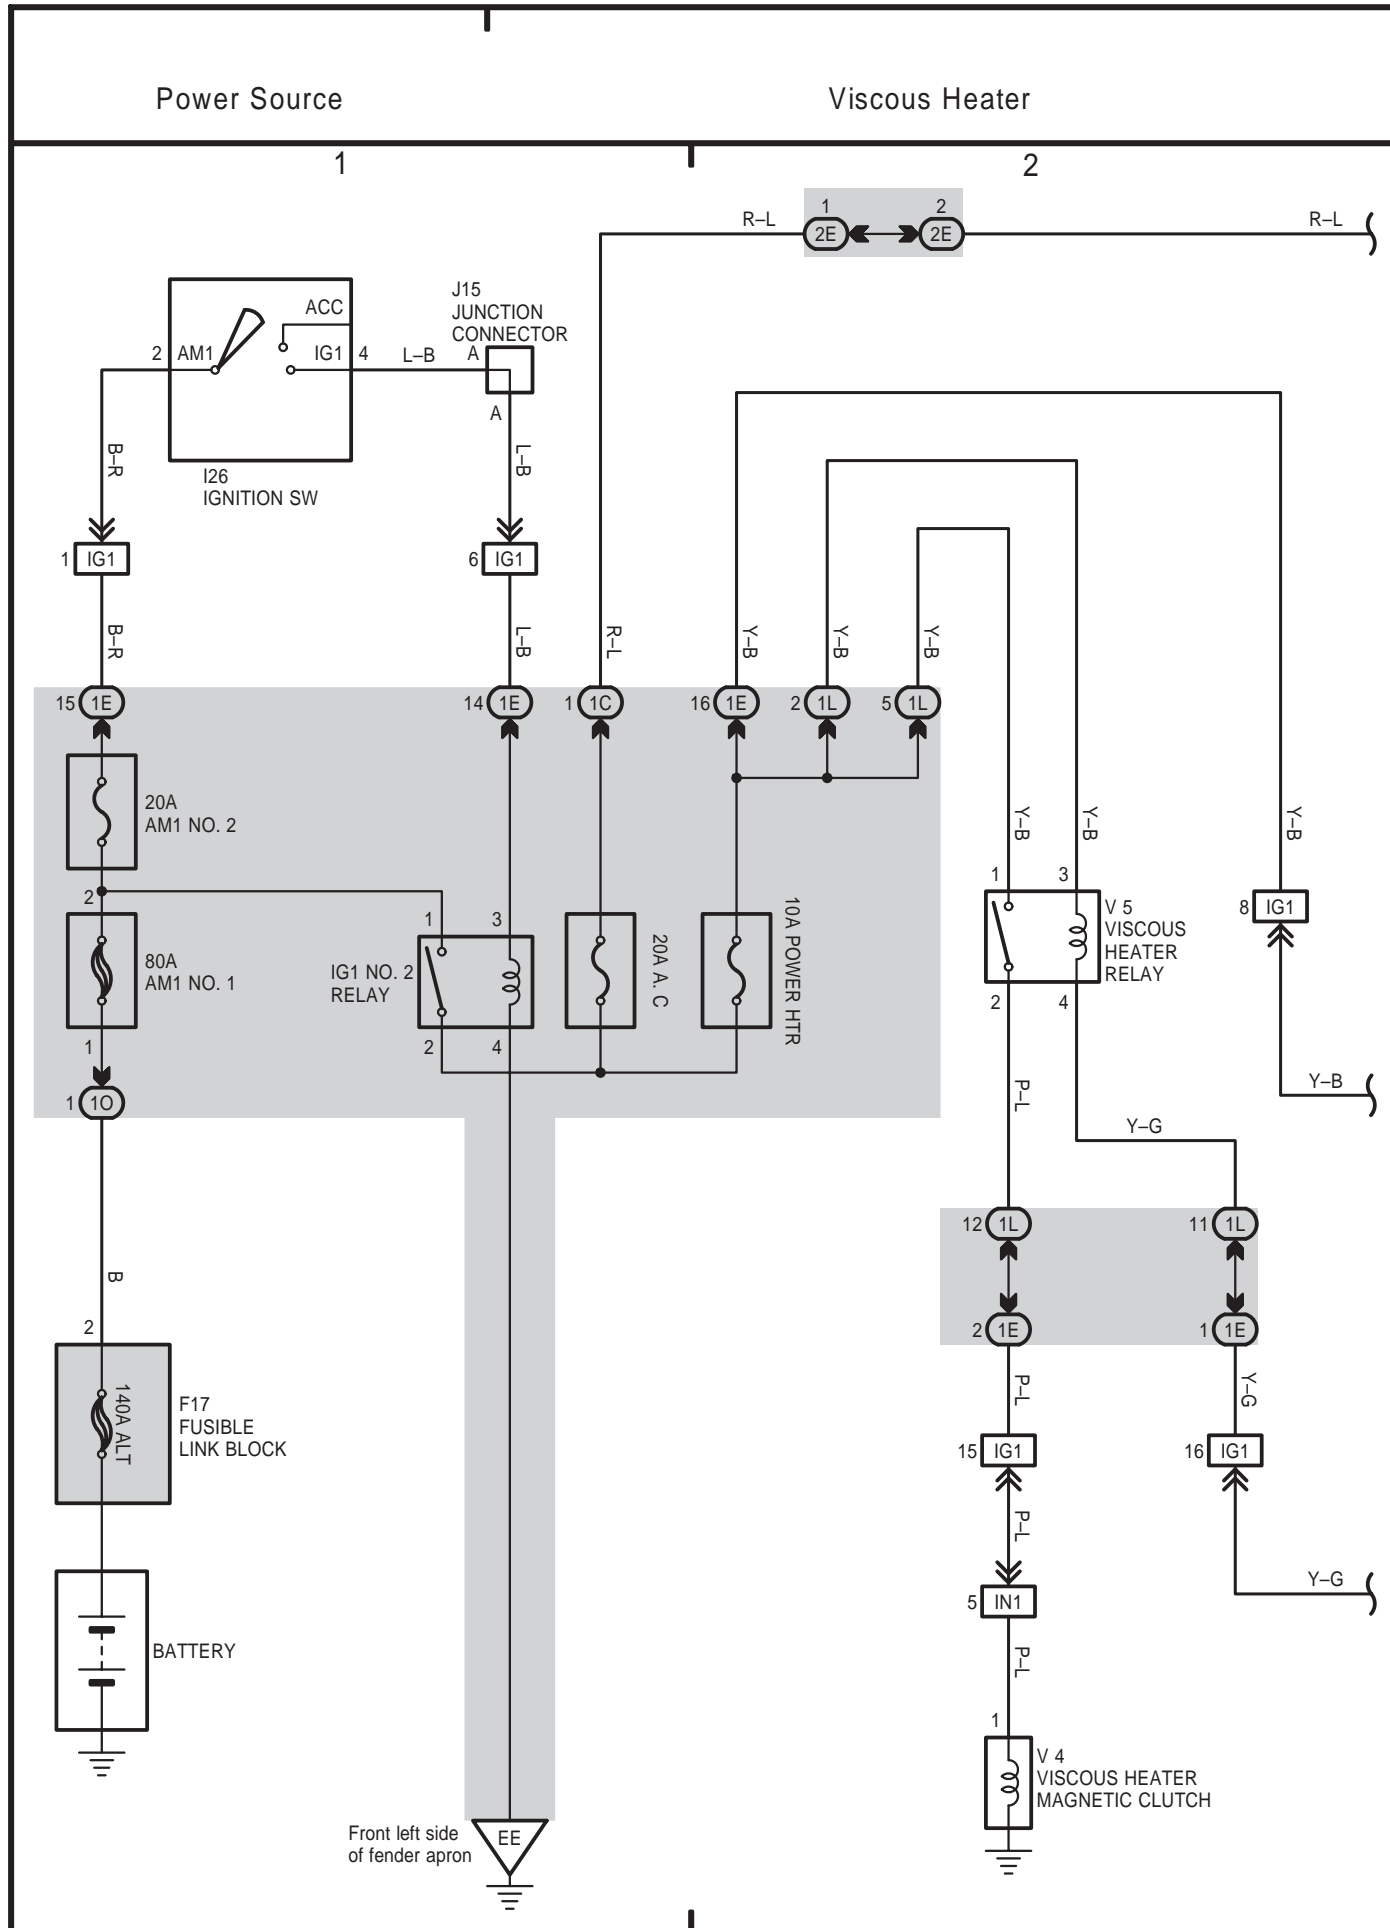 Power Source
Viscous Heater
1
2
1
2
R–L
2E
2E
R–L
J15
JUNCTION
CONNECTOR
ACC
2
AM1
IG1
4
L–B
A
A
B–R
L–B
I26
IGNITION SW
1
IG1
6
IG1
B–R
L–B
R–L
Y–B
Y–B
Y–B
15
1E
14
1E
1
1C
16
1E
2
1L
5
1L
20A
AM1 NO. 2
Y–B
Y–B
Y–B
2
1
3
1
3
80A
AM1 NO. 1
IG1 NO. 2
RELAY
20A A. C
10A POWER HTR
V 5
VISCOUS
HEATER
RELAY
8
IG1
1
2
4
2
4
1
1O
P–L
Y–B
Y–G
12
1L
11
1L
B
2
2
1E
1
1E
140A ALT
F17
FUSIBLE
LINK BLOCK
P–L
Y–G
15
IG1
16
IG1
P–L
Y–G
5
IN1
BATTERY
P–L
1
V 4
VISCOUS HEATER
MAGNETIC CLUTCH
Front left side
of fender apron
EE